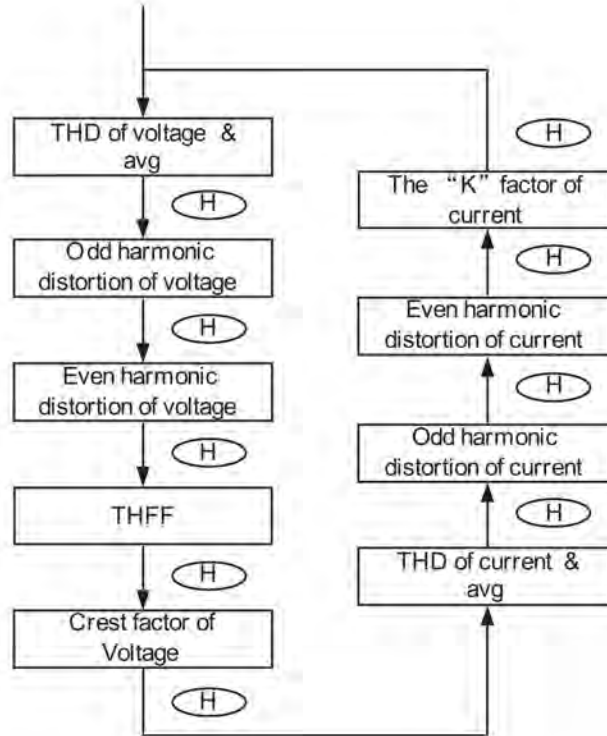 THD of voltage &
avg
H
Odd harmonic
distortion of voltage
H
Even harmonic
distortion of voltage
H
THFF
H
Crest factor of
Voltage
H
THD of current &
avg
H
Odd harmonic
distortion of current
H
Even harmonic
distortion of current
H
The “K” factor of
current
H